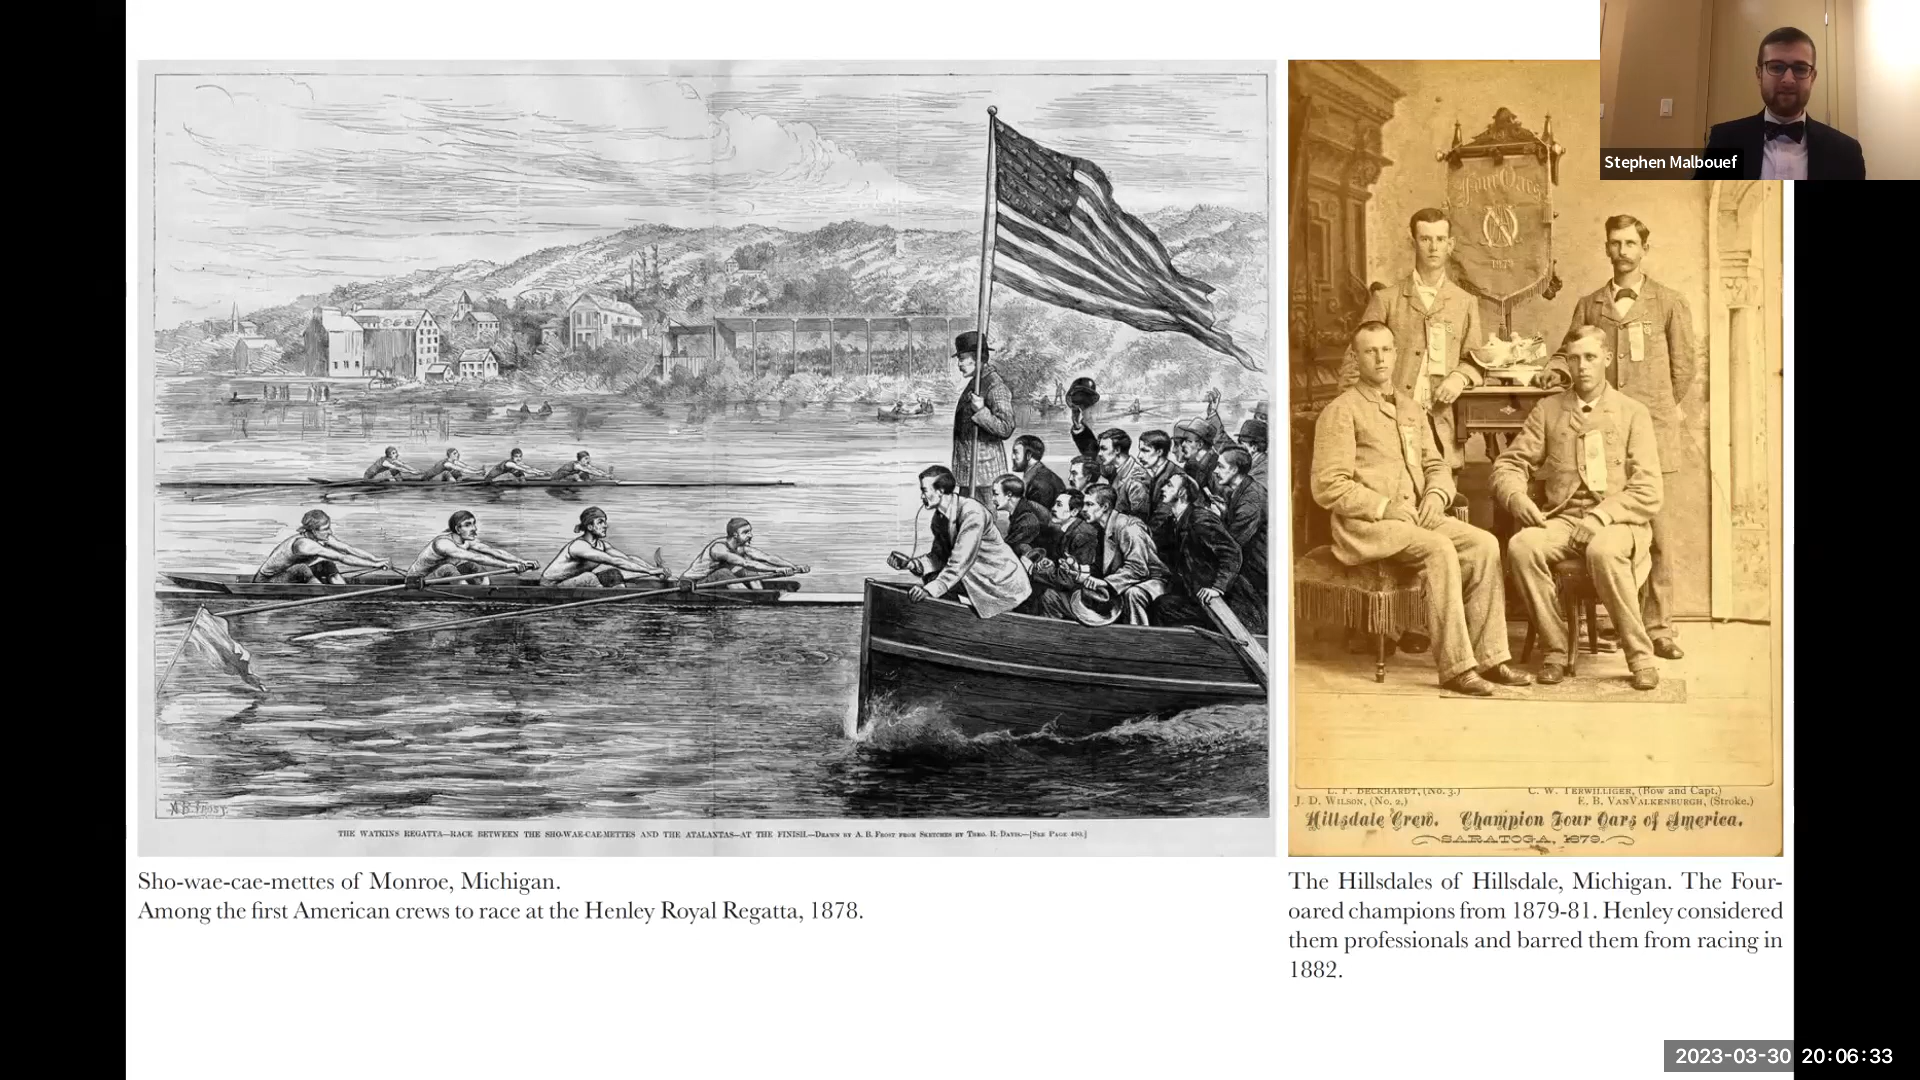 Stephen Malbouef
Four Oars
1879
A. B. Frost
THE WATKINS REGATTA—RACE BETWEEN THE SHO-WAE-CAE-METTES AND THE ATALANTAS—AT THE FINISH.—Drawn by A. B. Frost from Sketches by Theo. R. Davis.—[See Page 490.]
L. F. BECKHARDT, (No. 3.) C. W. TERWILLIGER, (Bow and Capt.)
J. D. WILSON, (No. 2,) E. B. VANVALKENBURGH, (Stroke.)
Hillsdale Crew. Champion Four Oars of America.
SARATOGA, 1879.
Sho-wae-cae-mettes of Monroe, Michigan.
Among the first American crews to race at the Henley Royal Regatta, 1878.
The Hillsdales of Hillsdale, Michigan. The Four-
oared champions from 1879-81. Henley considered
them professionals and barred them from racing in
1882.
2023-03-30 20:06:33